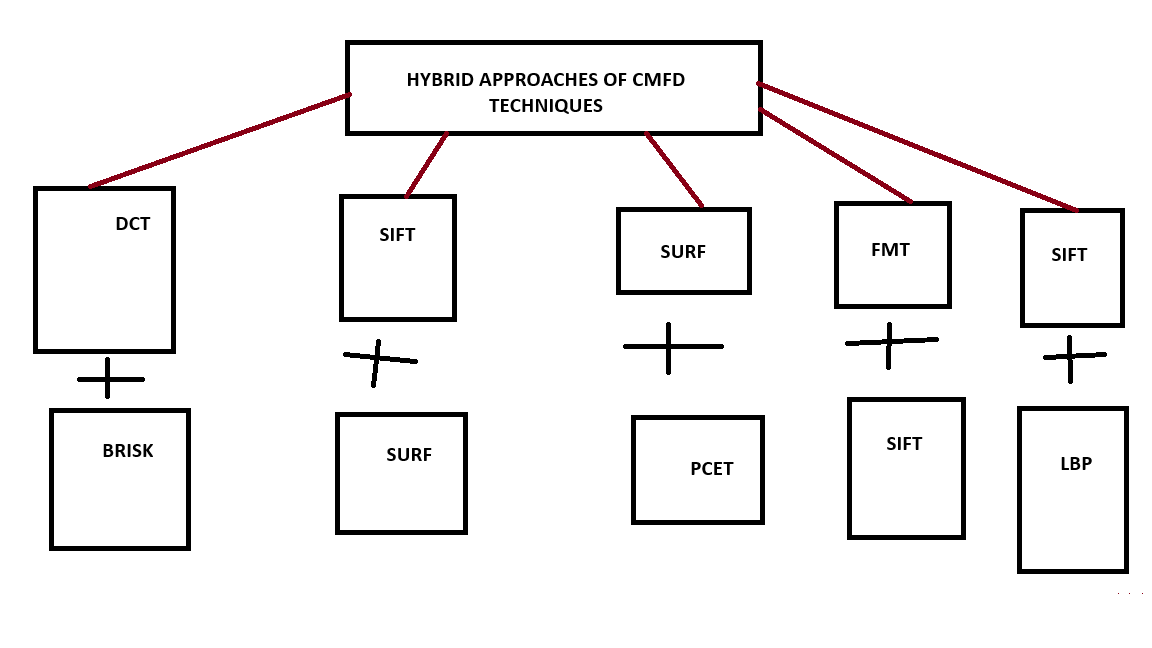 HYBRID APPROACHES OF CMFD
TECHNIQUES
DCT
SIFT
SURF
FMT
SIFT
BRISK
SURF
PCET
SIFT
LBP